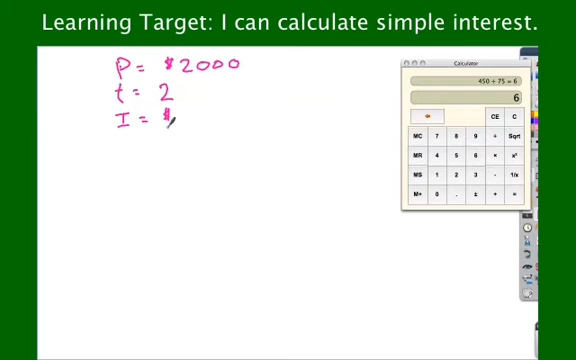 Learning Target: I can calculate simple interest.
P = $2000
t = 2
I = $
Calculator
450 ÷ 75 = 6
6
CE C
MC 7 8 9 ÷ Sqrt
MR 4 5 6 × x²
MS 1 2 3 - 1/x
M+ 0 . ± + =